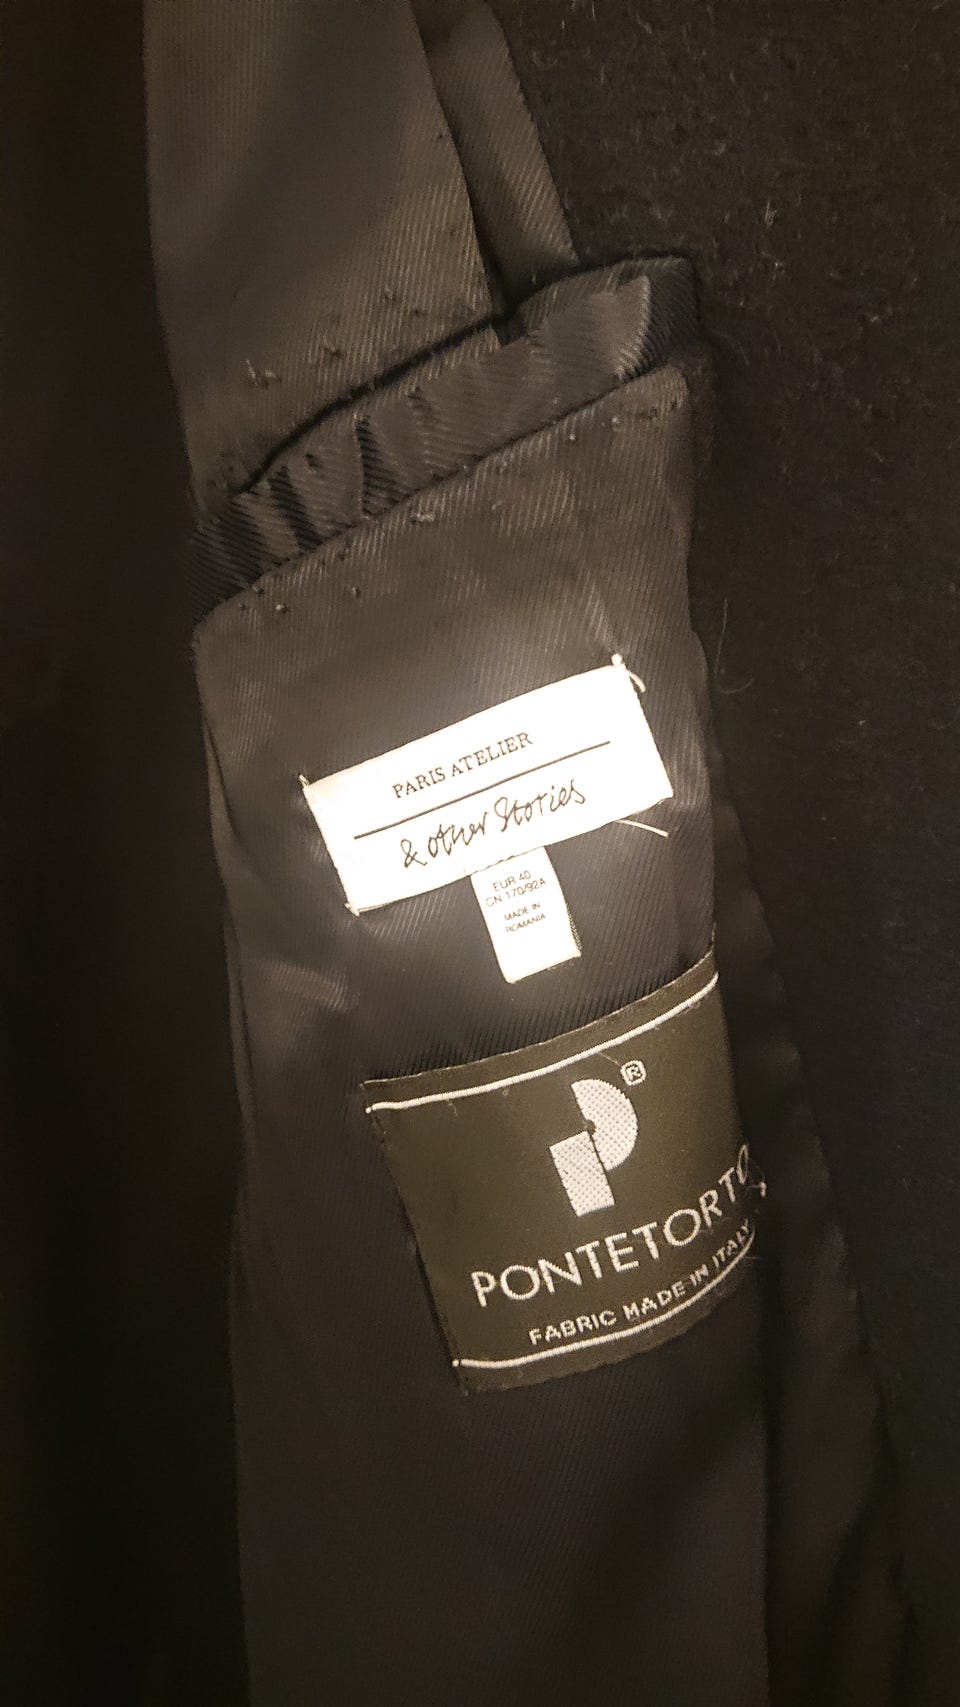 PARIS ATELIER
& other Stories
EUR 40
CN 170/92A
MADE IN
ROMANIA
®
PONTETORTO
FABRIC MADE IN ITALY